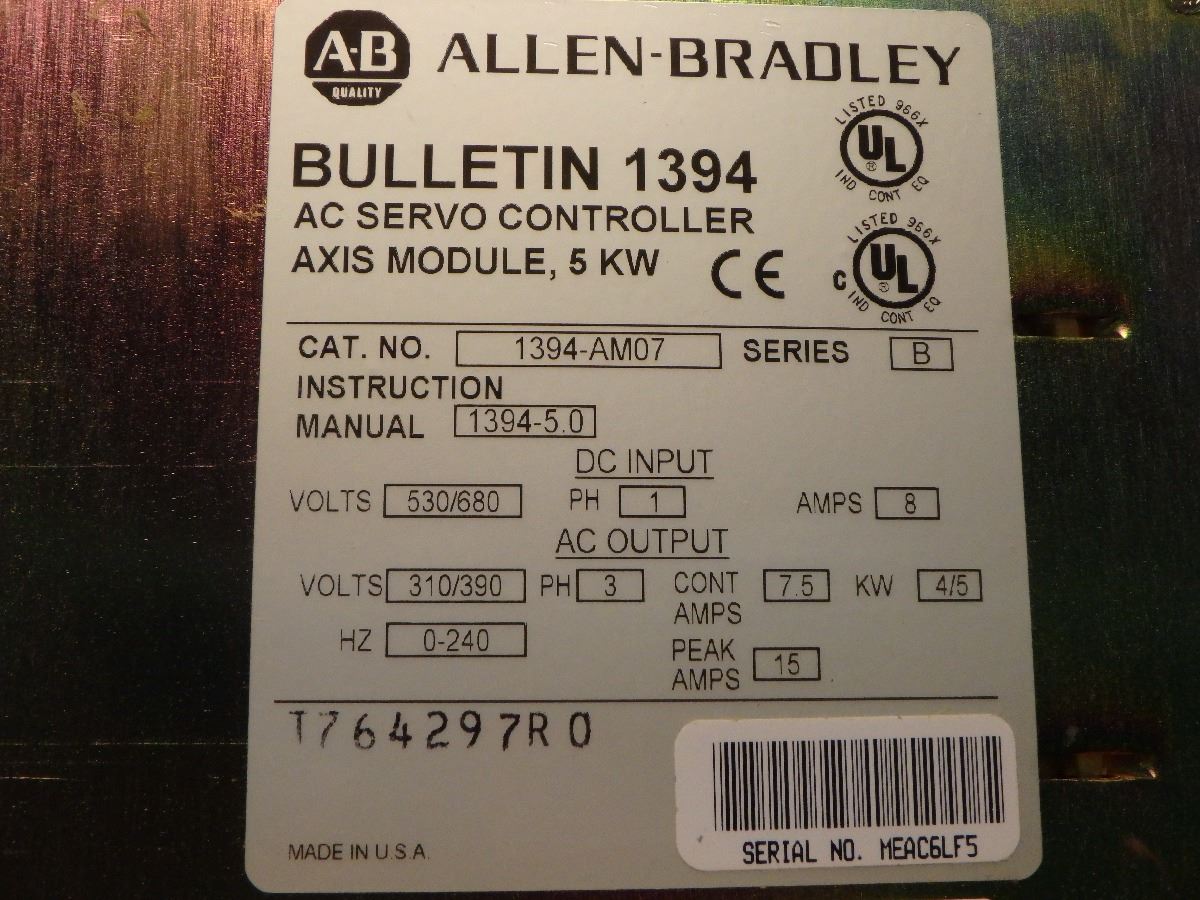 A-B ALLEN-BRADLEY
QUALITY
LISTED 966X
UL
®
IND CONT EQ
BULLETIN 1394
AC SERVO CONTROLLER
AXIS MODULE, 5 KW CE
LISTED 966X
C UL
®
IND CONT EQ
CAT. NO. 1394-AM07 SERIES B
INSTRUCTION
MANUAL 1394-5.0
DC INPUT
VOLTS 530/680 PH 1 AMPS 8
AC OUTPUT
VOLTS 310/390 PH 3 CONT AMPS 7.5 KW 4/5
HZ 0-240 PEAK AMPS 15
T764297R0
MADE IN U.S.A.
SERIAL NO. MEAC6LF5